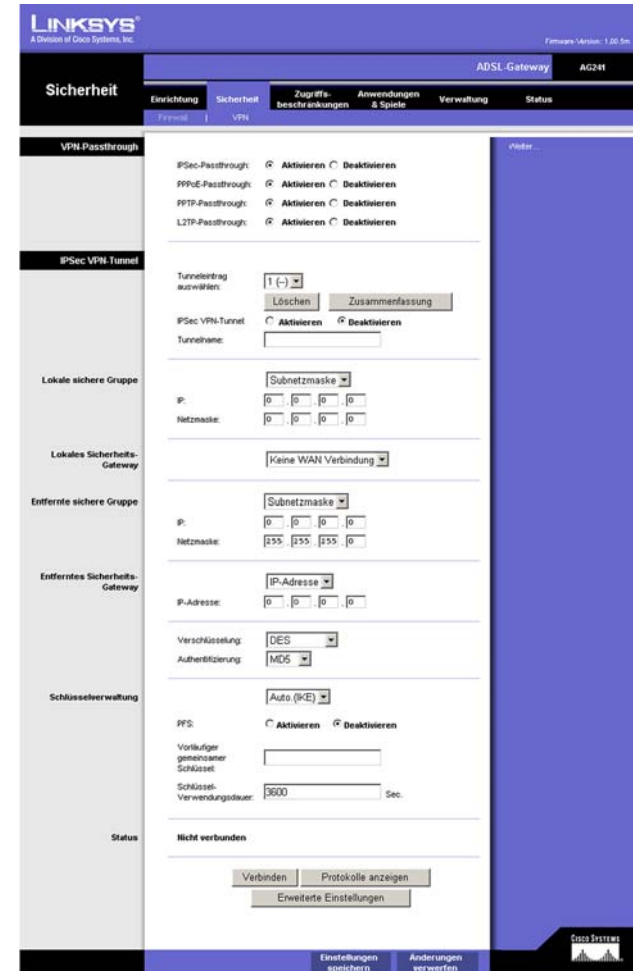 LINKSYS®
A Division of Cisco Systems, Inc.
Firmware-Version: 1.00.5m
ADSL-Gateway AG241
Sicherheit
Einrichtung Sicherheit Zugriffs-beschränkungen Anwendungen & Spiele Verwaltung Status
Firewall | VPN
VPN-Passthrough
Weiter...
IPSec-Passthrough: Aktivieren Deaktivieren
PPPoE-Passthrough: Aktivieren Deaktivieren
PPTP-Passthrough: Aktivieren Deaktivieren
L2TP-Passthrough: Aktivieren Deaktivieren
IPSec VPN-Tunnel
Tunneleintrag
auswählen: 1 (--)
Löschen Zusammenfassung
IPSec VPN-Tunnel Aktivieren Deaktivieren
Tunnelname:
Lokale sichere Gruppe Subnetzmaske
IP: 0 . 0 . 0 . 0
Netzmaske: 0 . 0 . 0 . 0
Lokales Sicherheits-
Gateway Keine WAN Verbindung
Entfernte sichere Gruppe Subnetzmaske
IP: 0 . 0 . 0 . 0
Netzmaske: 255 . 255 . 255 . 0
Entferntes Sicherheits-
Gateway IP-Adresse
IP-Adresse: 0 . 0 . 0 . 0
Verschlüsselung: DES
Authentifizierung: MD5
Schlüsselverwaltung Auto.(IKE)
PFS: Aktivieren Deaktivieren
Vorläufiger
gemeinsamer
Schlüssel:
Schlüssel-
Verwendungsdauer: 3600 Sec.
Status Nicht verbunden
Verbinden Protokolle anzeigen
Erweiterte Einstellungen
CISCO SYSTEMS
Einstellungen Änderungen
speichern verwerfen